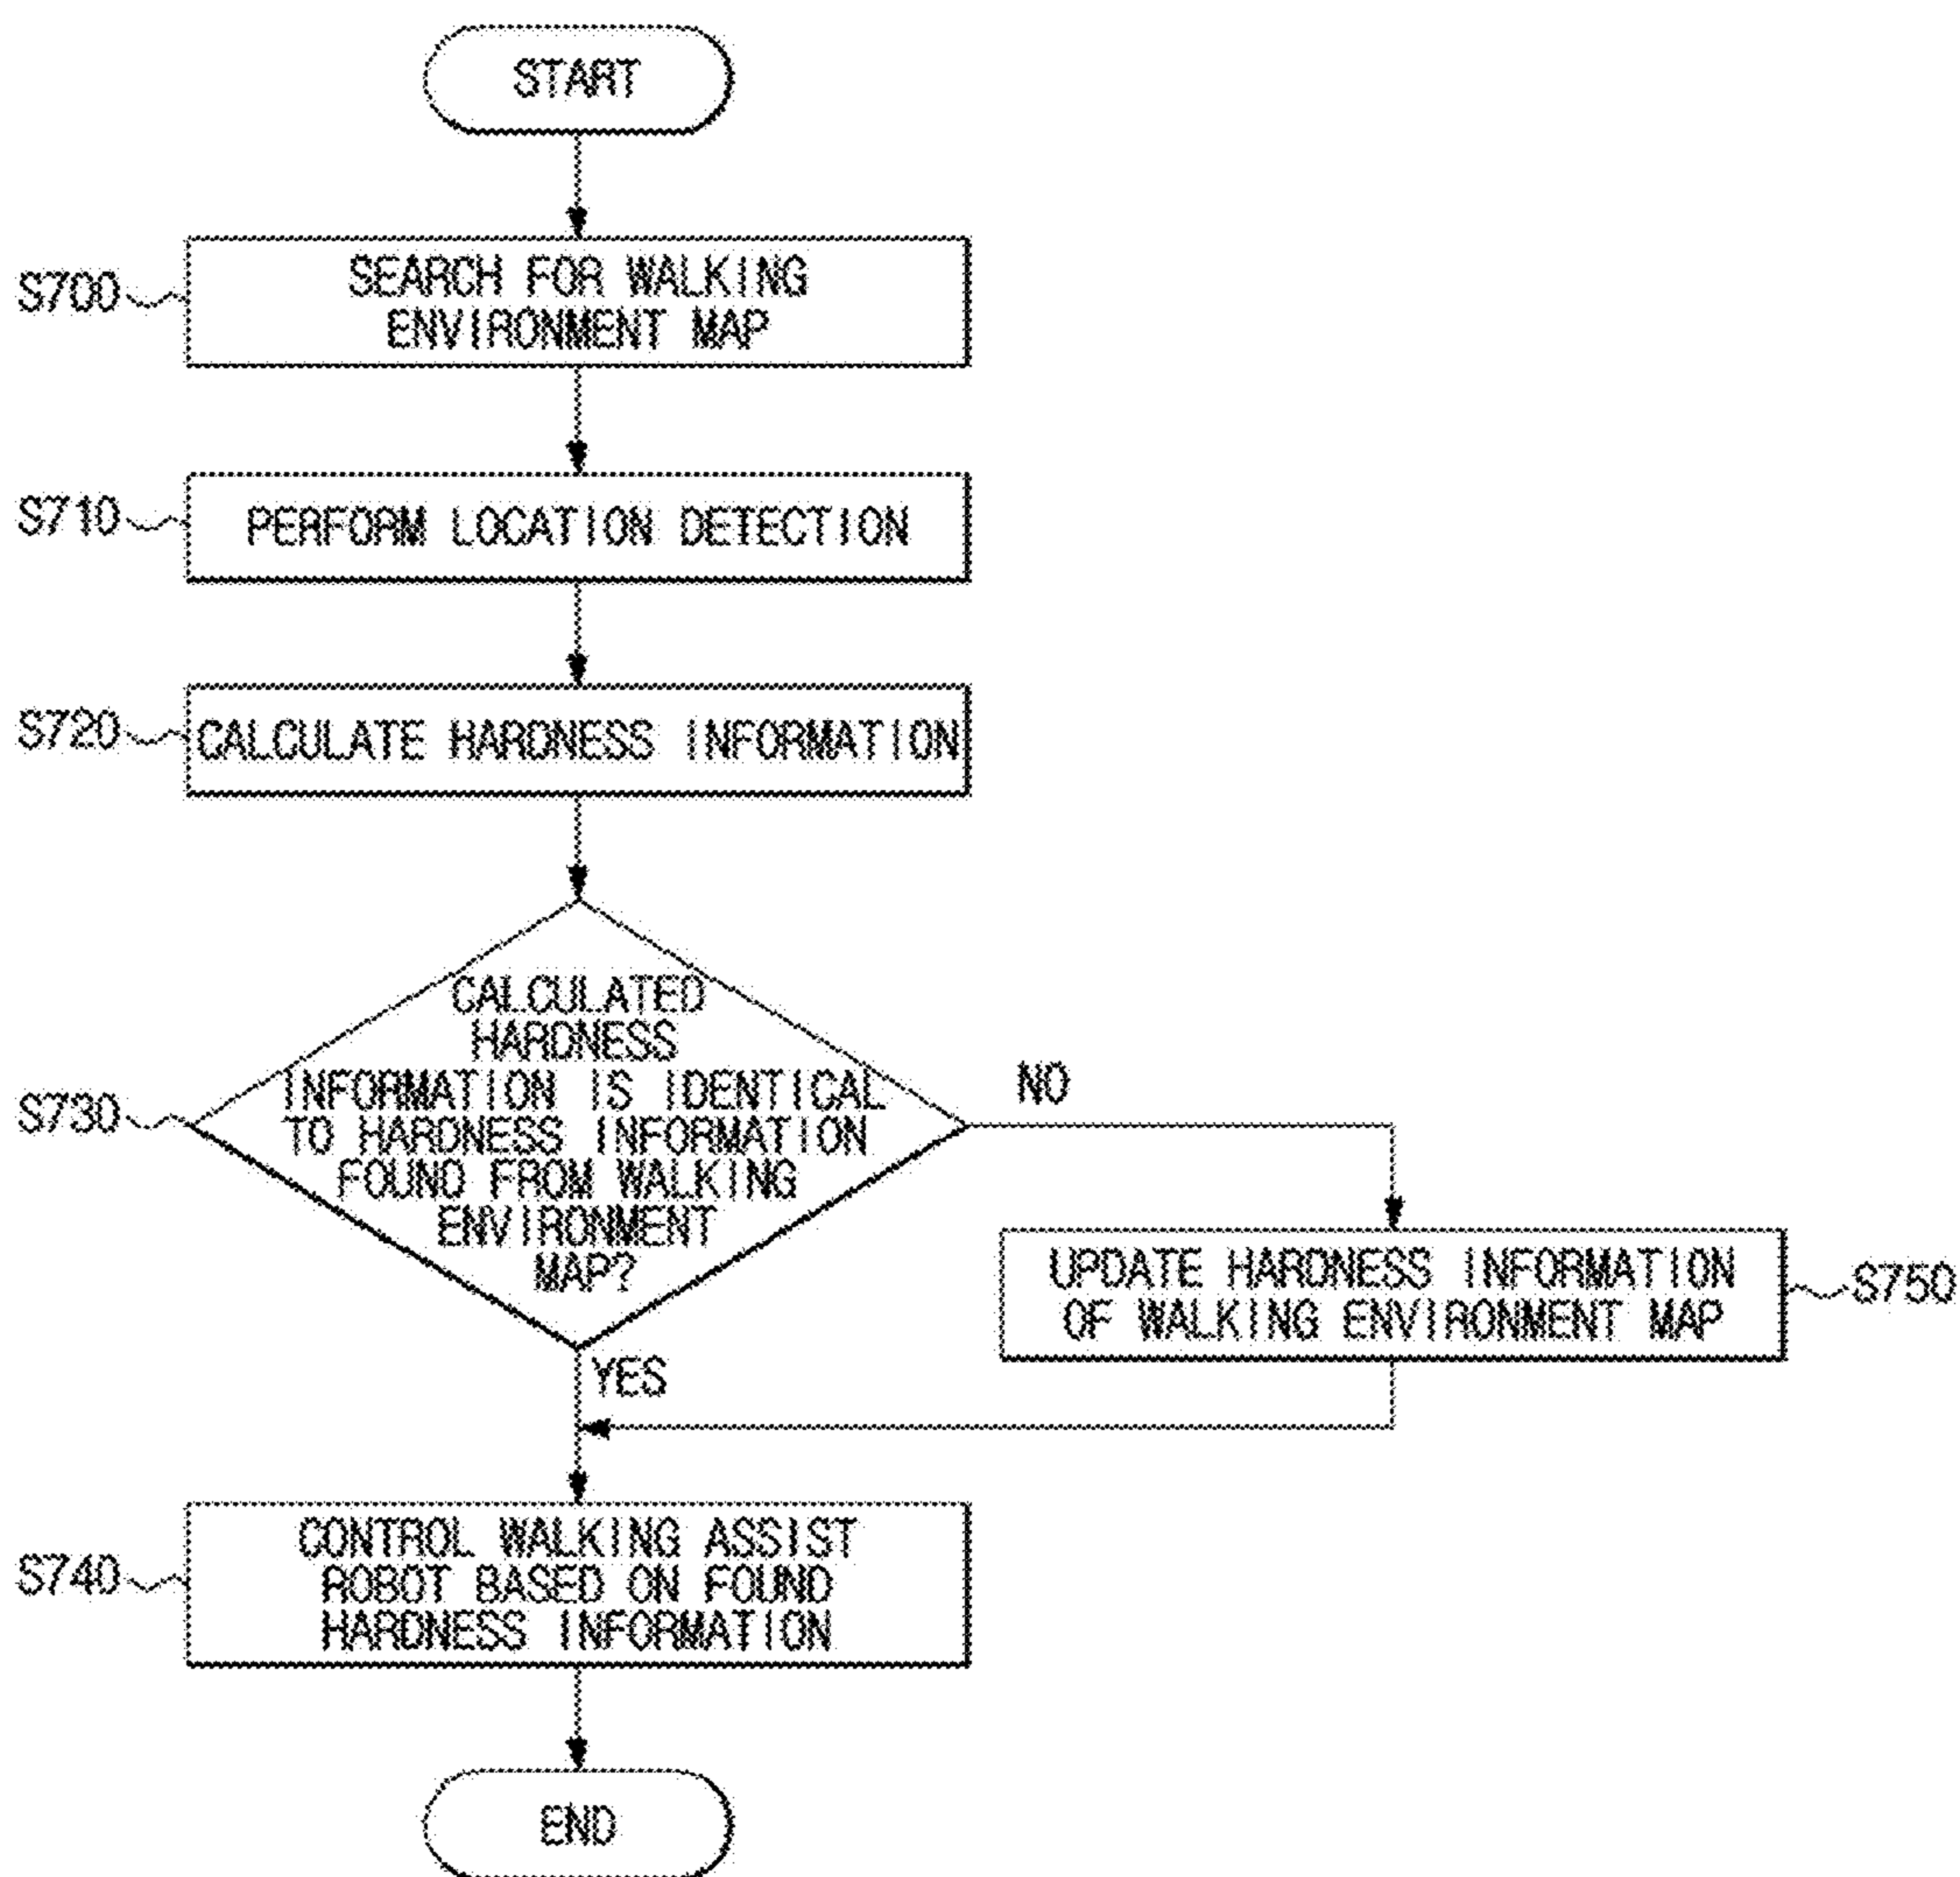 START
S700
SEARCH FOR WALKING
ENVIRONMENT MAP
S710
PERFORM LOCATION DETECTION
S720
CALCULATE HARDNESS INFORMATION
S730
CALCULATED
HARDNESS
INFORMATION IS IDENTICAL
TO HARDNESS INFORMATION
FOUND FROM WALKING
ENVIRONMENT
MAP?
NO
UPDATE HARDNESS INFORMATION
OF WALKING ENVIRONMENT MAP
S750
YES
S740
CONTROL WALKING ASSIST
ROBOT BASED ON FOUND
HARDNESS INFORMATION
END